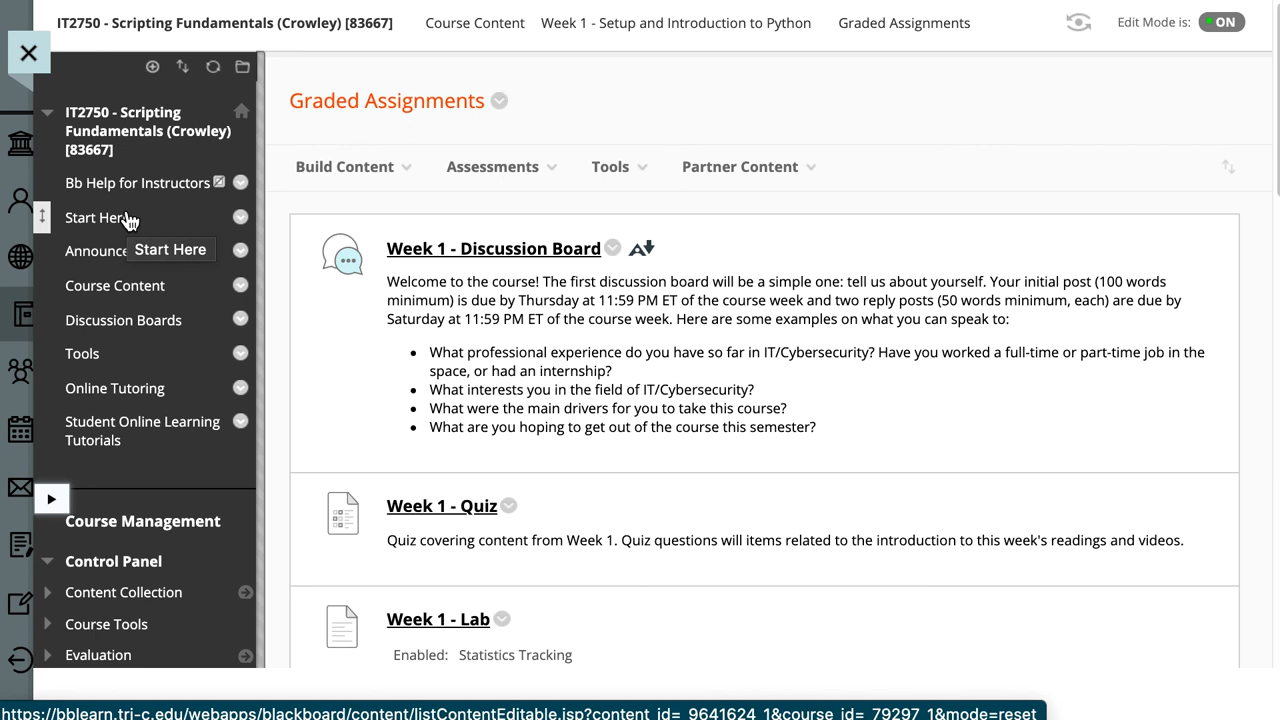 IT2750 - Scripting Fundamentals (Crowley) [83667]
Course Content
Week 1 - Setup and Introduction to Python
Graded Assignments
Edit Mode is:
ON
IT2750 - Scripting
Fundamentals (Crowley)
[83667]
Bb Help for Instructors
Start Her
Start Here
Announce
Course Content
Discussion Boards
Tools
Online Tutoring
Student Online Learning
Tutorials
Course Management
Control Panel
Content Collection
Course Tools
Evaluation
Graded Assignments
Build Content
Assessments
Tools
Partner Content
Week 1 - Discussion Board
Welcome to the course! The first discussion board will be a simple one: tell us about yourself. Your initial post (100 words
minimum) is due by Thursday at 11:59 PM ET of the course week and two reply posts (50 words minimum, each) are due by
Saturday at 11:59 PM ET of the course week. Here are some examples on what you can speak to:
• What professional experience do you have so far in IT/Cybersecurity? Have you worked a full-time or part-time job in the
space, or had an internship?
• What interests you in the field of IT/Cybersecurity?
• What were the main drivers for you to take this course?
• What are you hoping to get out of the course this semester?
Week 1 - Quiz
Quiz covering content from Week 1. Quiz questions will items related to the introduction to this week's readings and videos.
Week 1 - Lab
Enabled: Statistics Tracking
https://bblearn.tri-c.edu/webapps/blackboard/content/listContentEditable.jsp?content_id=_9641624_1&course_id=_79297_1&mode=reset